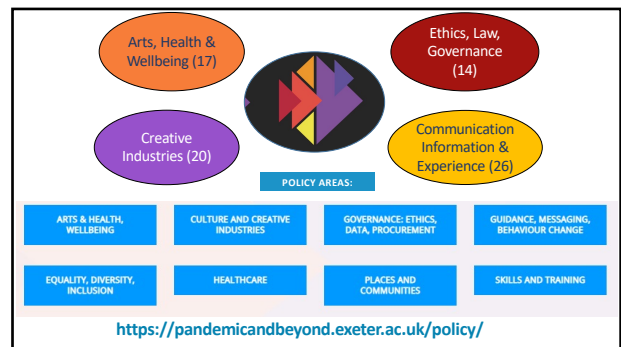 Arts, Health &
Wellbeing (17)
Ethics, Law,
Governance
(14)
Creative
Industries (20)
Communication
Information &
Experience (26)
POLICY AREAS:
ARTS & HEALTH,
WELLBEING
CULTURE AND CREATIVE
INDUSTRIES
GOVERNANCE: ETHICS,
DATA, PROCUREMENT
GUIDANCE, MESSAGING,
BEHAVIOUR CHANGE
EQUALITY, DIVERSITY,
INCLUSION
HEALTHCARE
PLACES AND
COMMUNITIES
SKILLS AND TRAINING
https://pandemicandbeyond.exeter.ac.uk/policy/